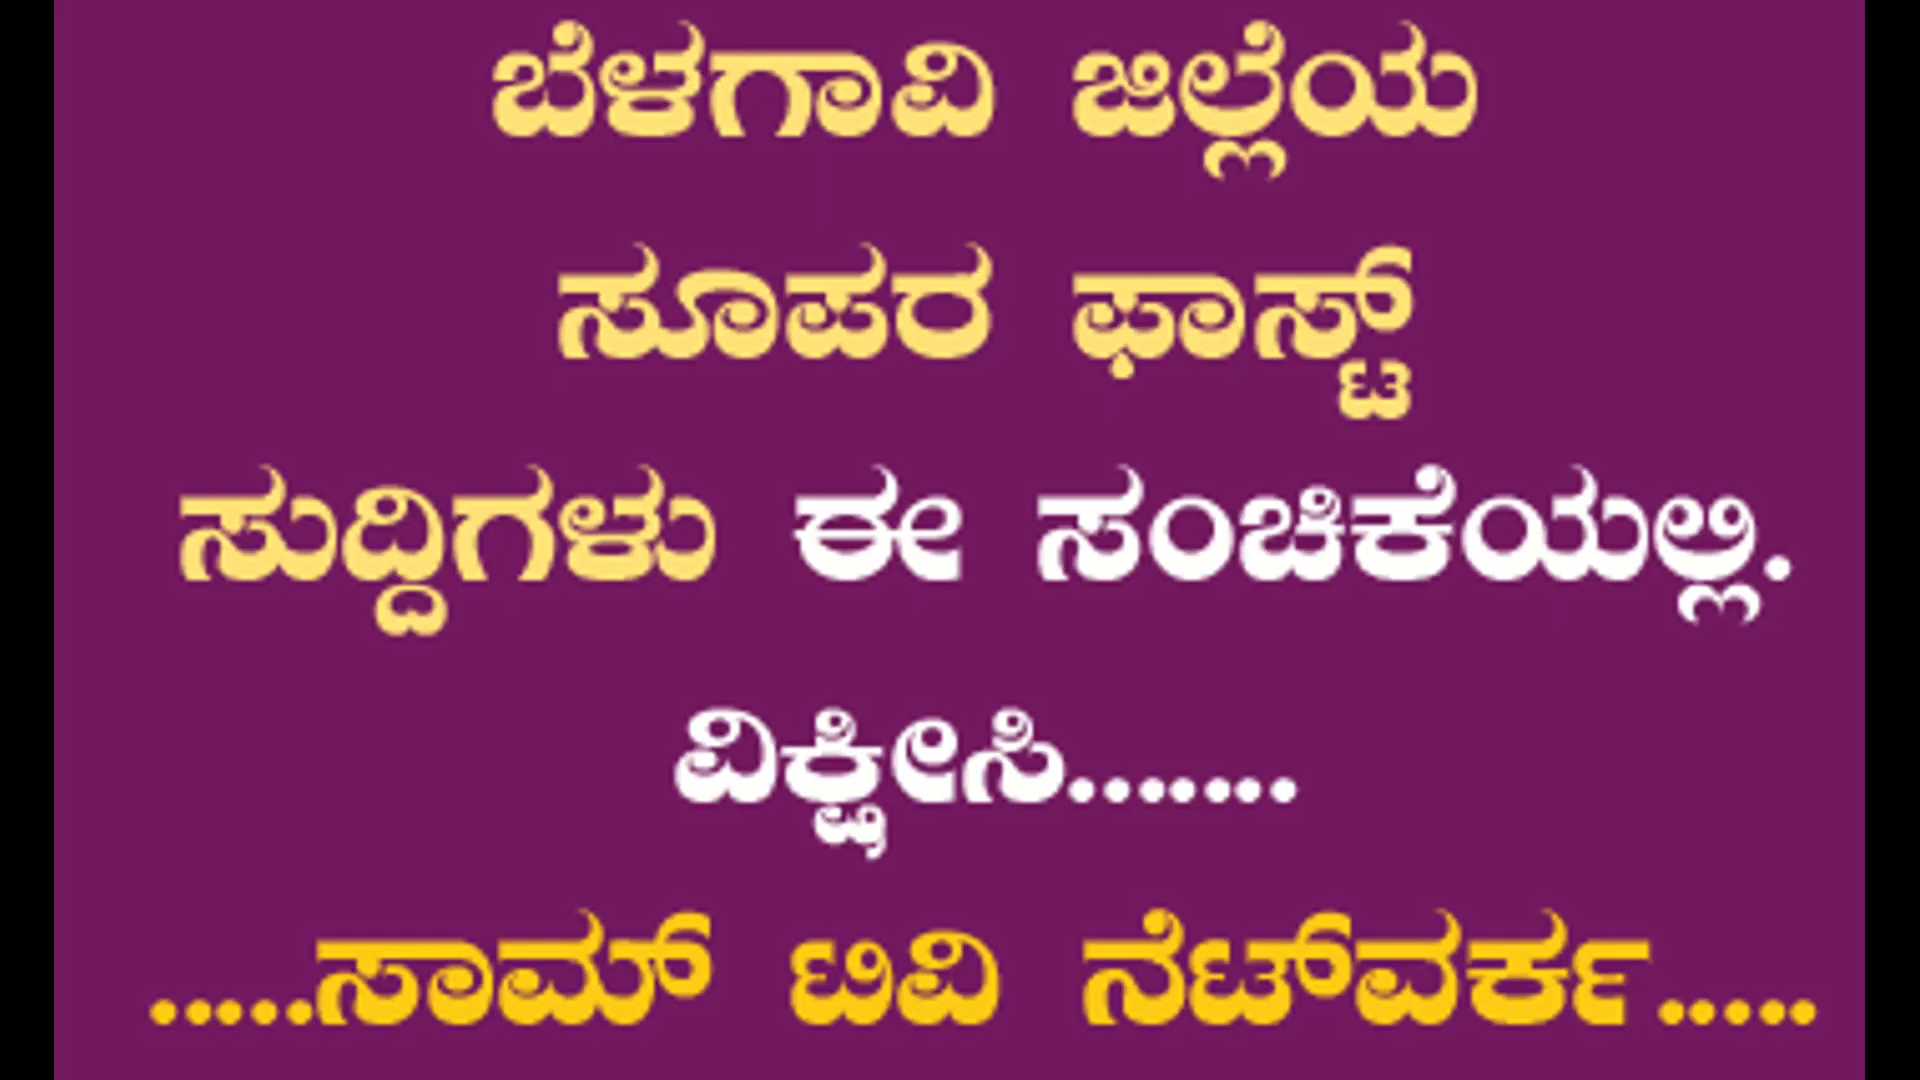 ಬೆಳಗಾವಿ ಜಿಲ್ಲೆಯ
ಸೂಪರ ಫಾಸ್ಟ್
ಸುದ್ದಿಗಳು ಈ ಸಂಚಿಕೆಯಲ್ಲಿ.
ವಿಕ್ಷೀಸಿ.......
.....ಸಾಮ್ ಟಿವಿ ನೆಟ್‌ವರ್ಕ.....